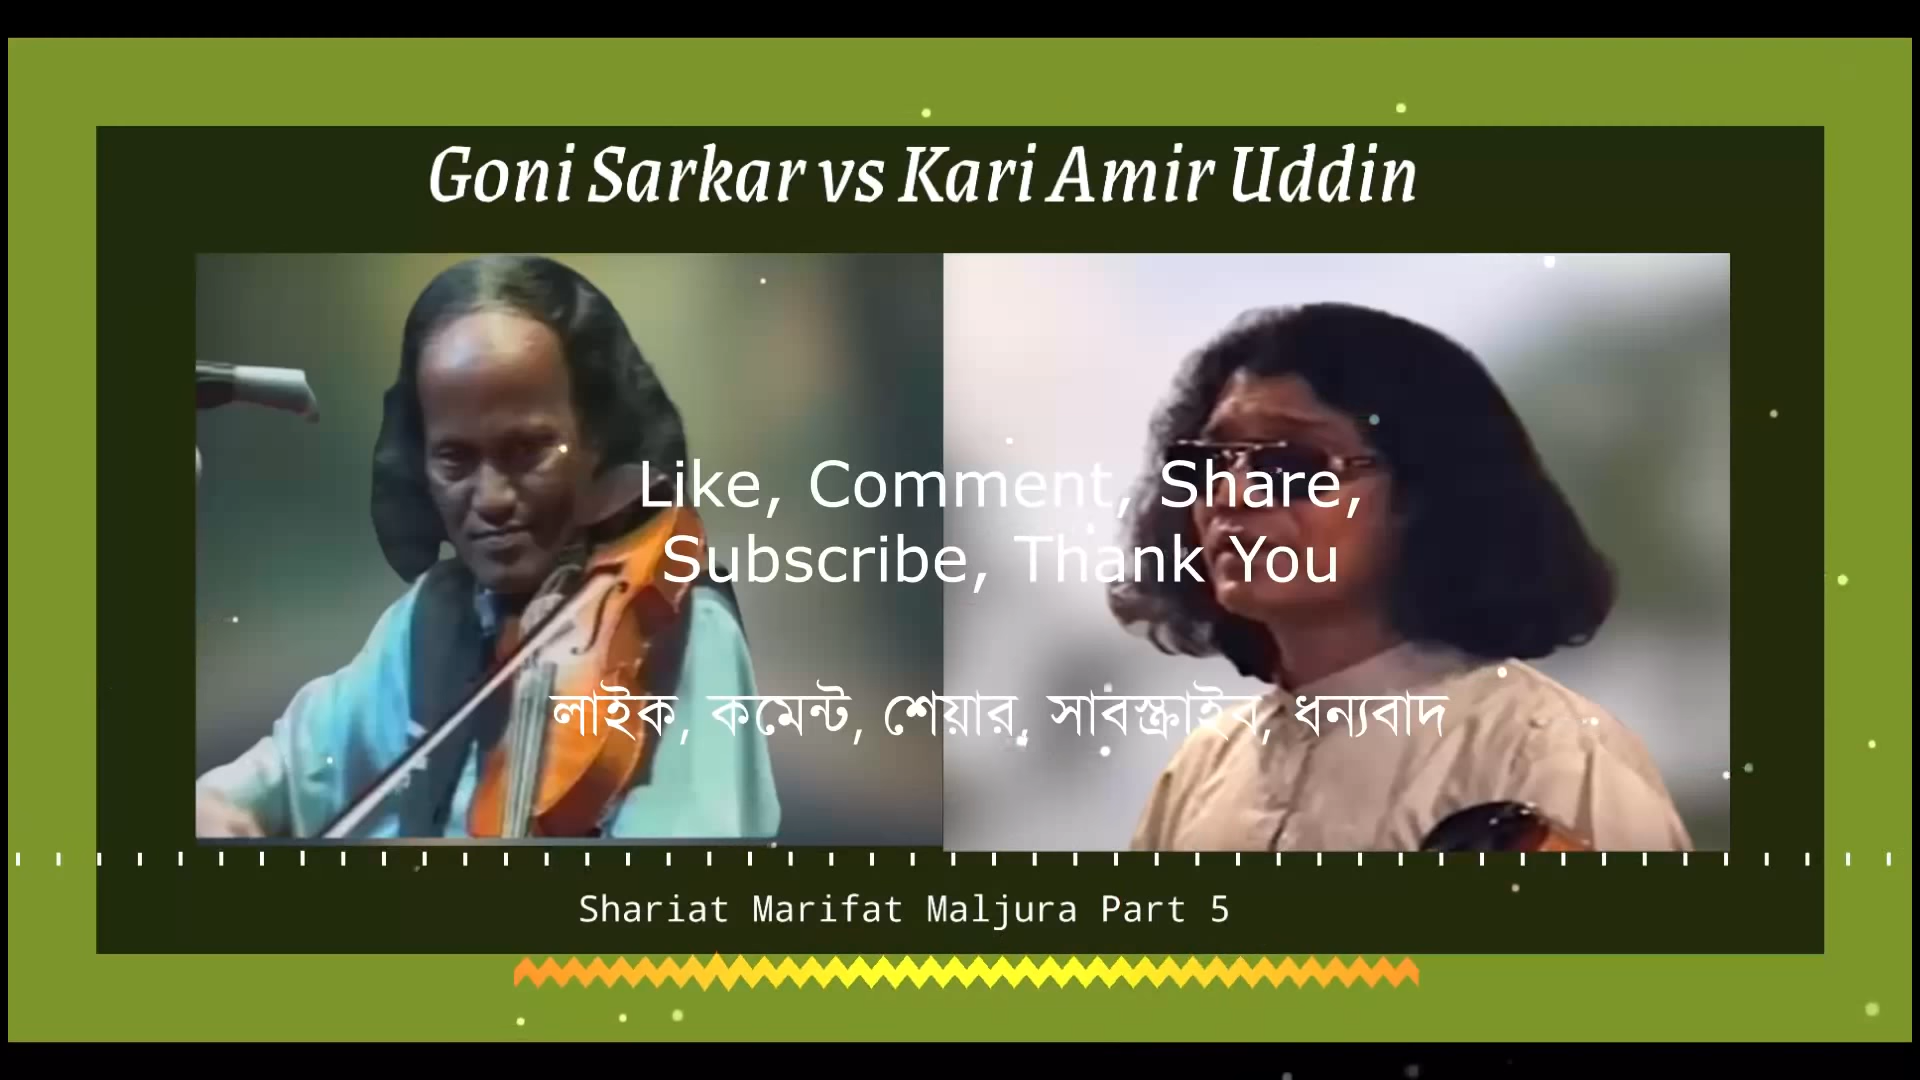 Goni Sarkar vs Kari Amir Uddin
Like, Comment, Share,
Subscribe, Thank You
লাইক, কমেন্ট, শেয়ার, সাবস্ক্রাইব, ধন্যবাদ
Shariat Marifat Maljura Part 5